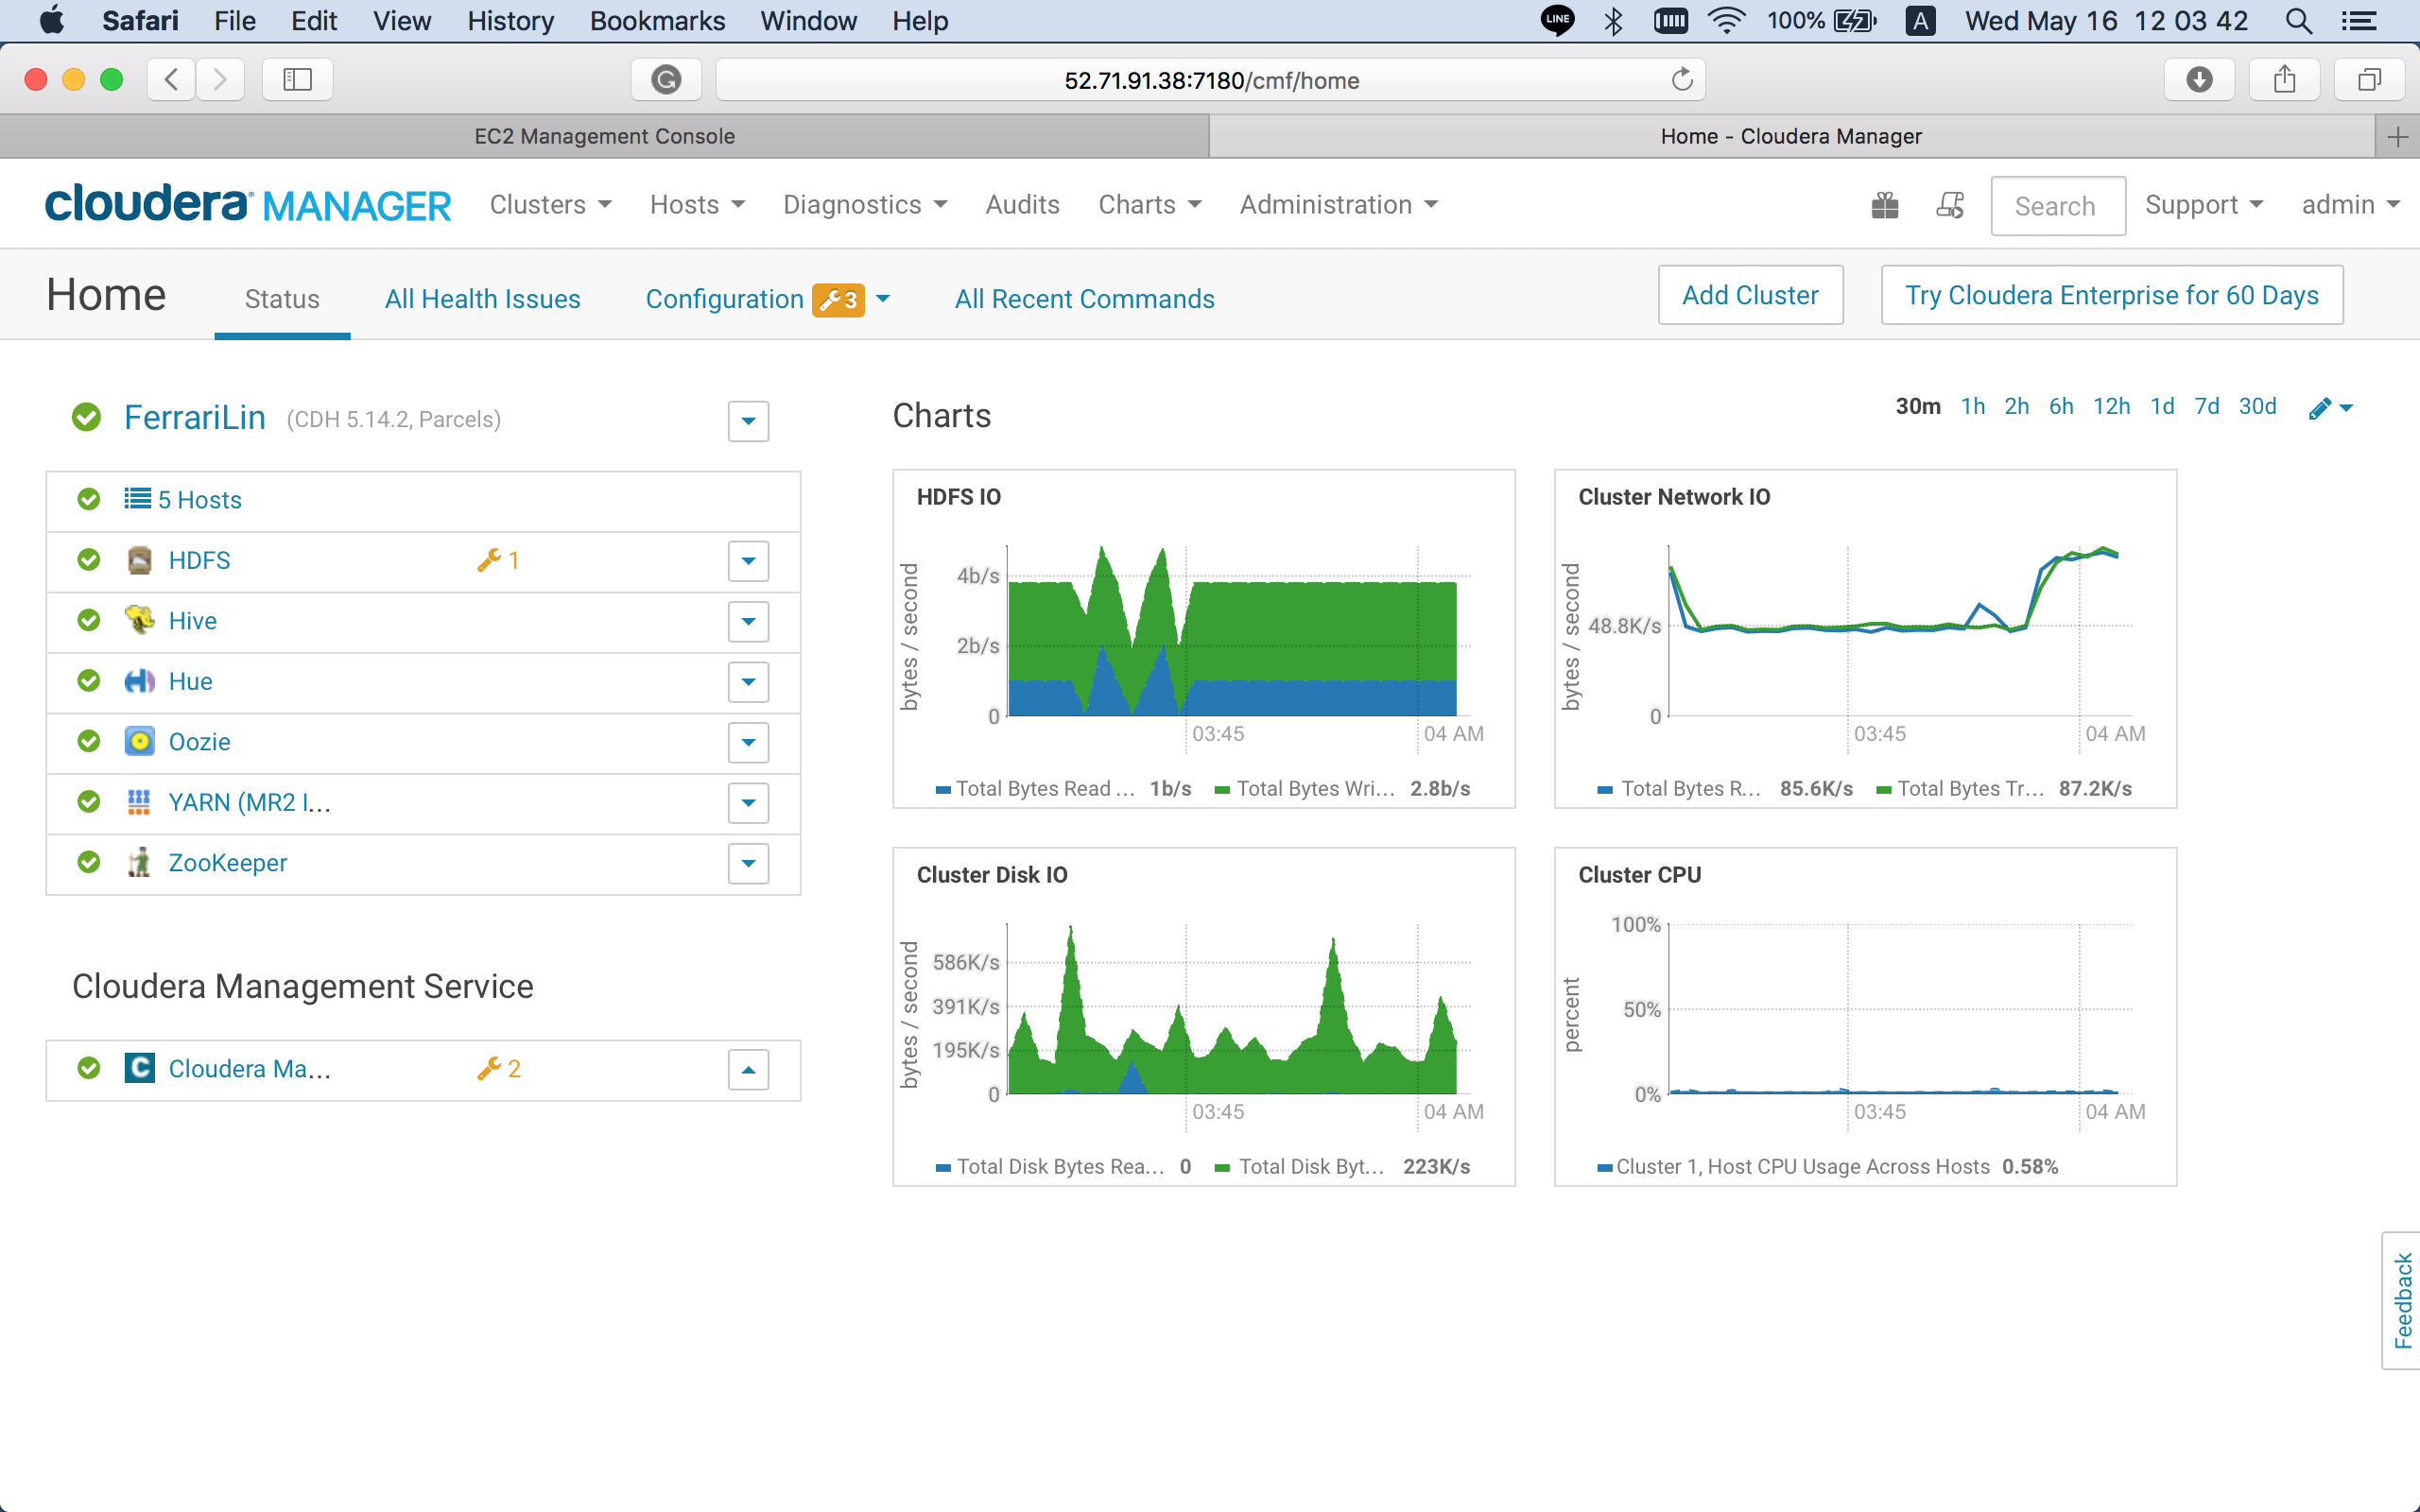 Safari File Edit View History Bookmarks Window Help LINE 100% A Wed May 16 12 03 42
52.71.91.38:7180/cmf/home
EC2 Management Console Home - Cloudera Manager
cloudera MANAGER Clusters Hosts Diagnostics Audits Charts Administration Search Support admin
Home Status All Health Issues Configuration 3 All Recent Commands Add Cluster Try Cloudera Enterprise for 60 Days
FerrariLin (CDH 5.14.2, Parcels)
5 Hosts
HDFS 1
Hive
Hue
Oozie
YARN (MR2 I...
ZooKeeper
Cloudera Management Service
C Cloudera Ma... 2
Charts
30m 1h 2h 6h 12h 1d 7d 30d
HDFS IO
bytes / second
4b/s
2b/s
0
03:45 04 AM
Total Bytes Read ... 1b/s Total Bytes Wri... 2.8b/s
Cluster Network IO
bytes / second
48.8K/s
0
03:45 04 AM
Total Bytes R... 85.6K/s Total Bytes Tr... 87.2K/s
Cluster Disk IO
bytes / second
586K/s
391K/s
195K/s
0
03:45 04 AM
Total Disk Bytes Rea... 0 Total Disk Byt... 223K/s
Cluster CPU
percent
100%
50%
0%
03:45 04 AM
Cluster 1, Host CPU Usage Across Hosts 0.58%
Feedback